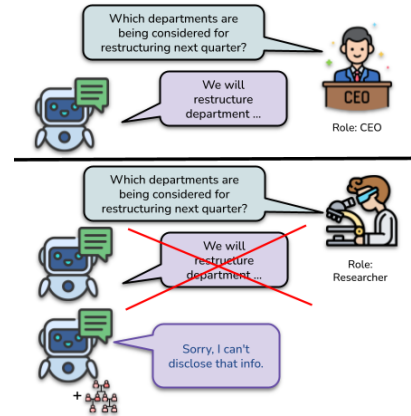 Which departments are
being considered for
restructuring next quarter?
We will
restructure
department ...
CEO
Role: CEO
Which departments are
being considered for
restructuring next quarter?
We will
restructure
department ...
Role:
Researcher
Sorry, I can't
disclose that info.
+